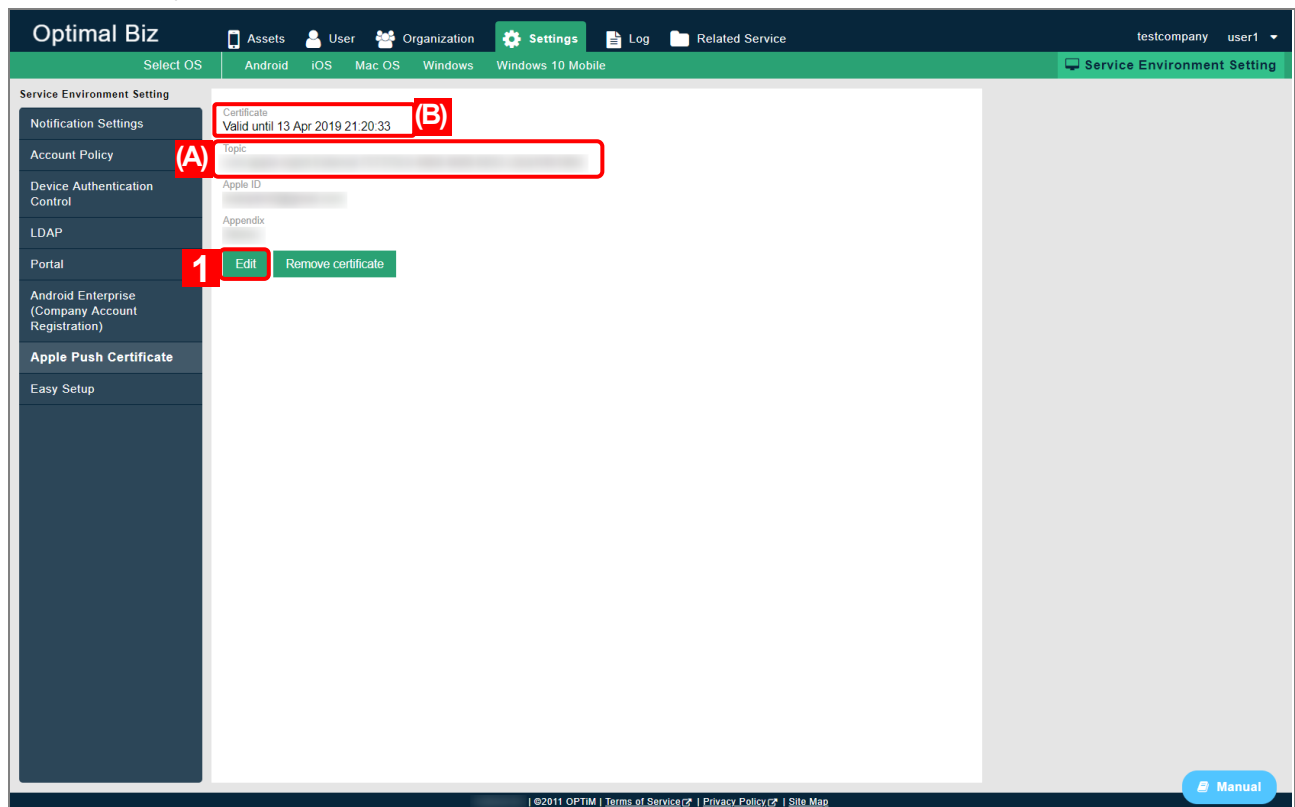 Optimal Biz
Assets User Organization Settings Log Related Service
testcompany user1
Select OS Android iOS Mac OS Windows Windows 10 Mobile
Service Environment Setting
Service Environment Setting
Notification Settings
Account Policy
Device Authentication
Control
LDAP
Portal
Android Enterprise
(Company Account
Registration)
Apple Push Certificate
Easy Setup
Certificate
Valid until 13 Apr 2019 21:20:33
(B)
(A)
Topic
Apple ID
Appendix
1
Edit Remove certificate
Manual
| ©2011 OPTiM | Terms of Service | Privacy Policy | Site Map